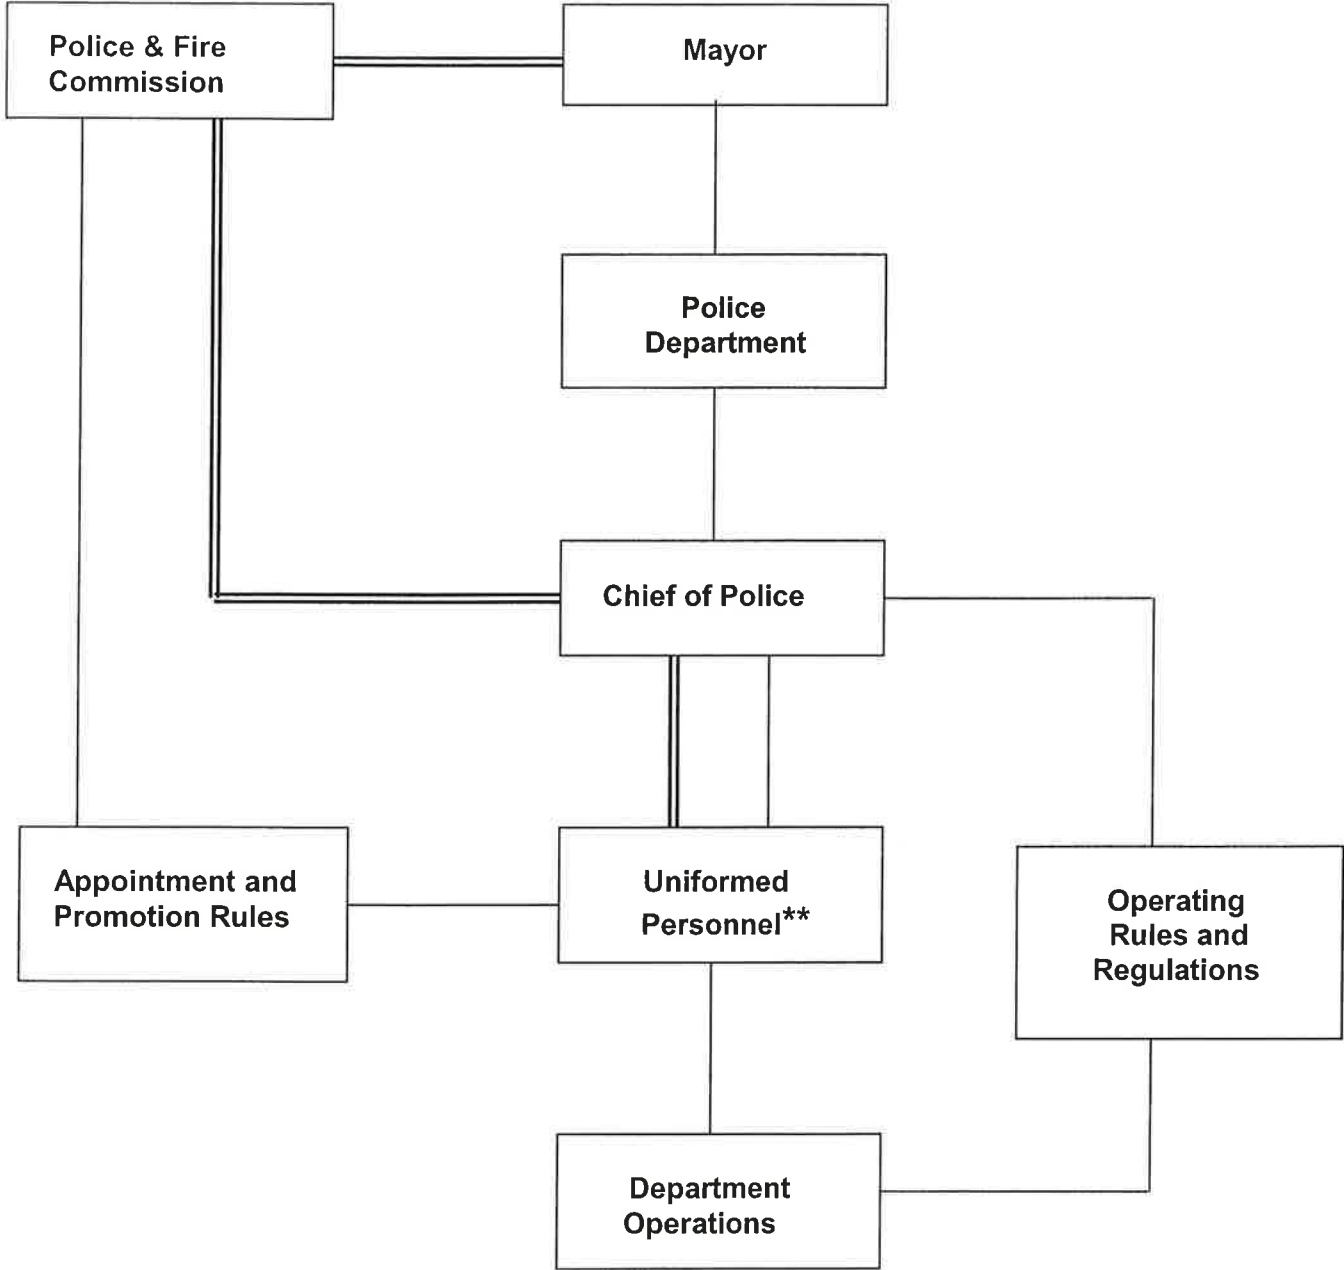 Police & Fire
Commission
Mayor
Police
Department
Chief of Police
Appointment and
Promotion Rules
Uniformed
Personnel**
Operating
Rules and
Regulations
Department
Operations